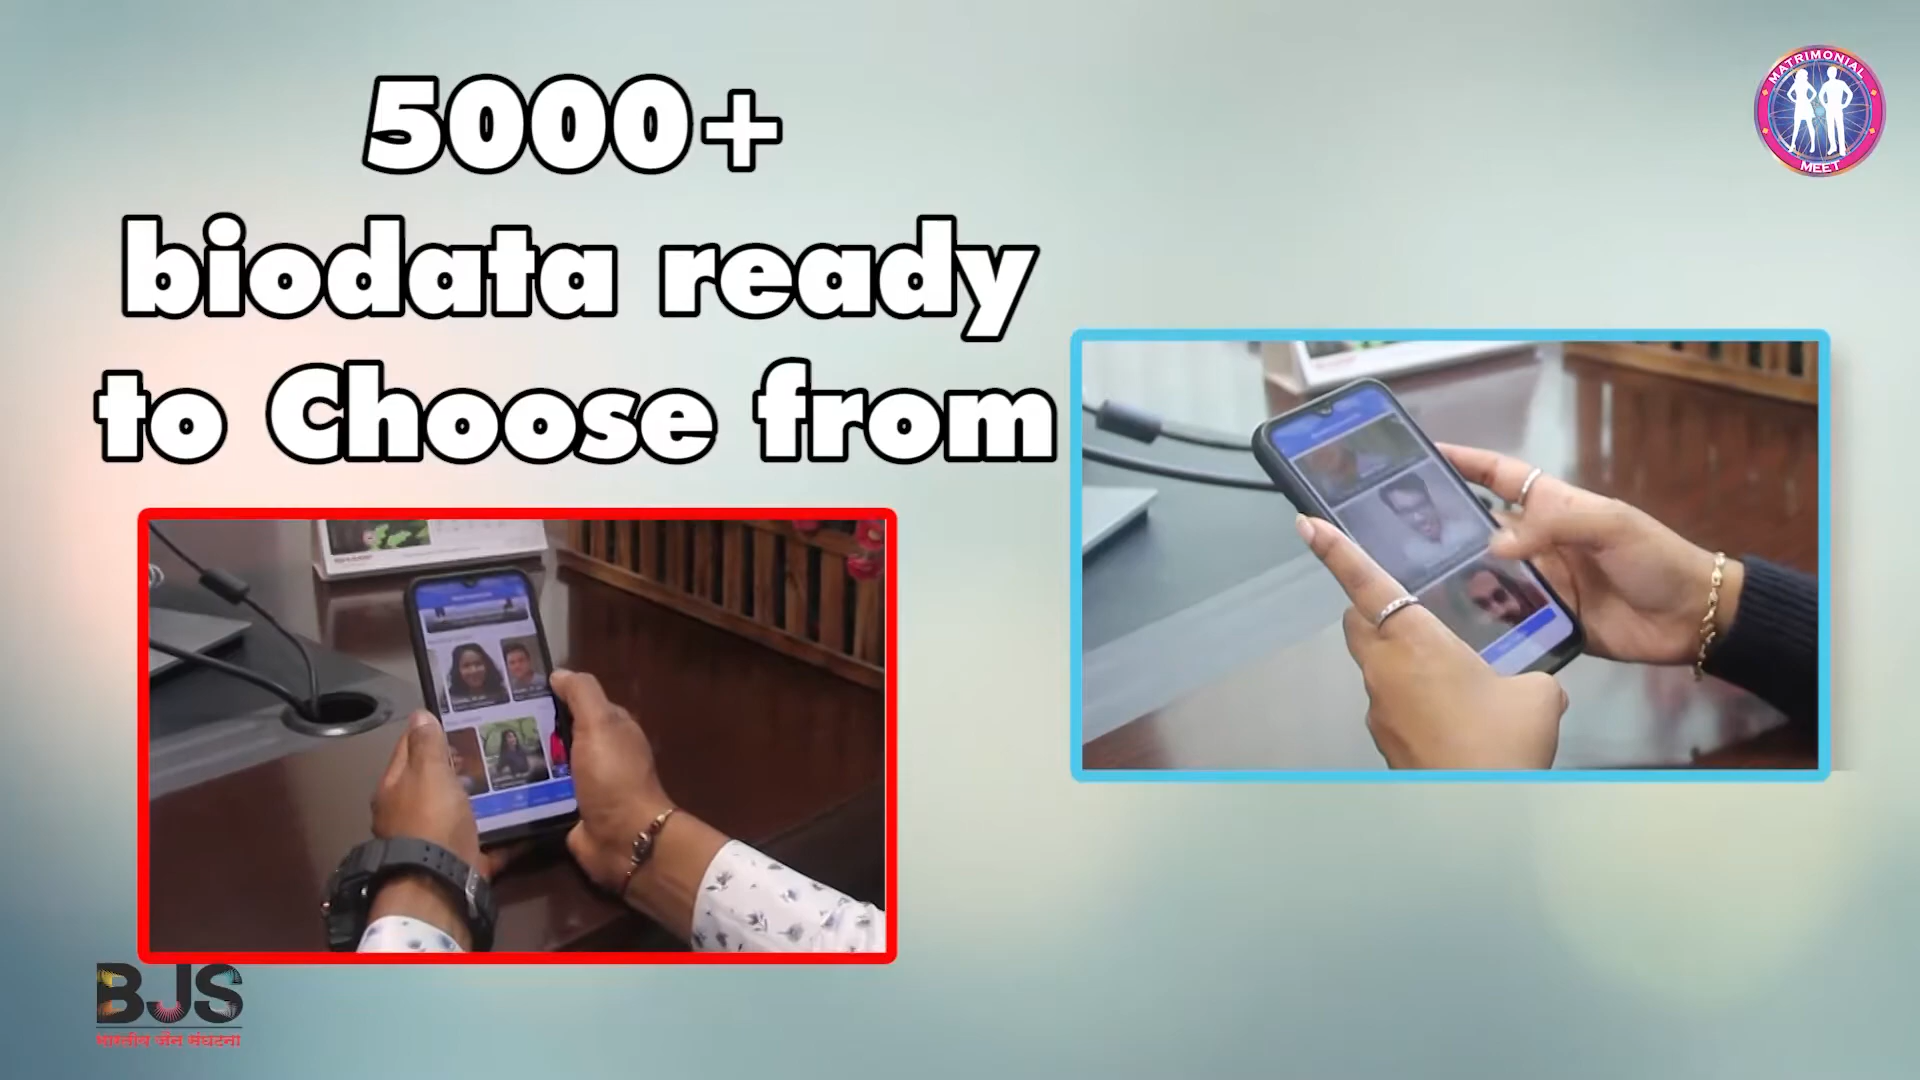 5000+
biodata ready
to Choose from
MATRIMONIAL
MEET
BJS
भारतीय जैन संघटना